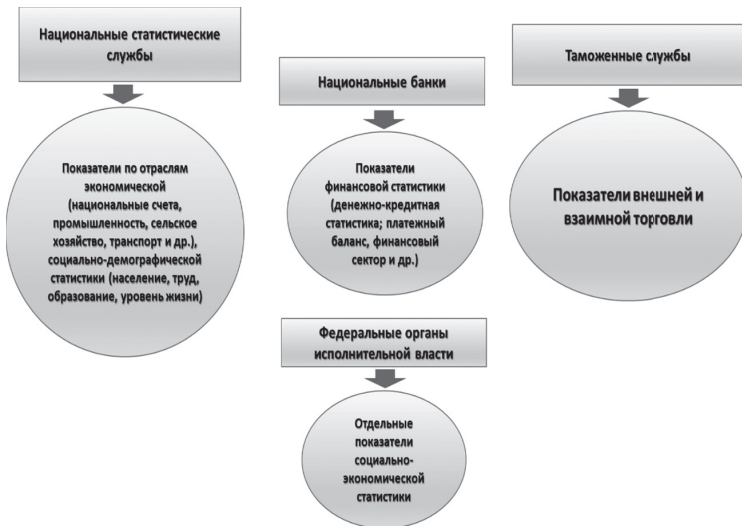 Национальные статистические
службы
Показатели по отраслям
экономической
(национальные счета,
промышленность, сельское
хозяйство, транспорт и др.),
социально-демографической
статистики (население, труд,
образование, уровень жизни)
Национальные банки
Показатели
финансовой статистики
(денежно-кредитная
статистика; платежный
баланс, финансовый
сектор и др.)
Таможенные службы
Показатели внешней и
взаимной торговли
Федеральные органы
исполнительной власти
Отдельные
показатели
социально-
экономической
статистики